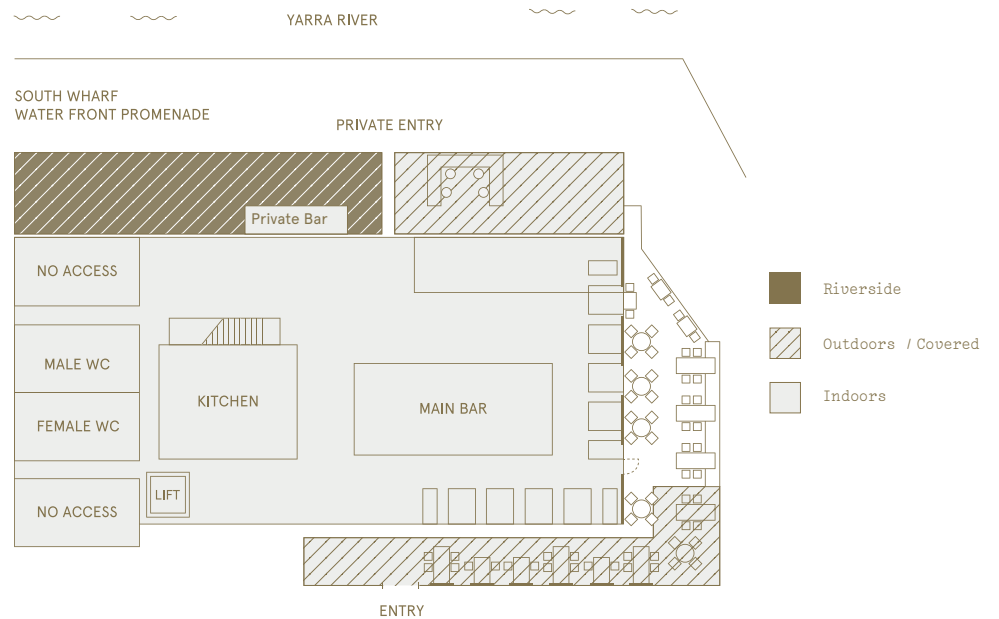 YARRA RIVER
SOUTH WHARF
WATER FRONT PROMENADE
PRIVATE ENTRY
Private Bar
NO ACCESS
MALE WC
FEMALE WC
NO ACCESS
LIFT
KITCHEN
MAIN BAR
ENTRY
Riverside
Outdoors / Covered
Indoors